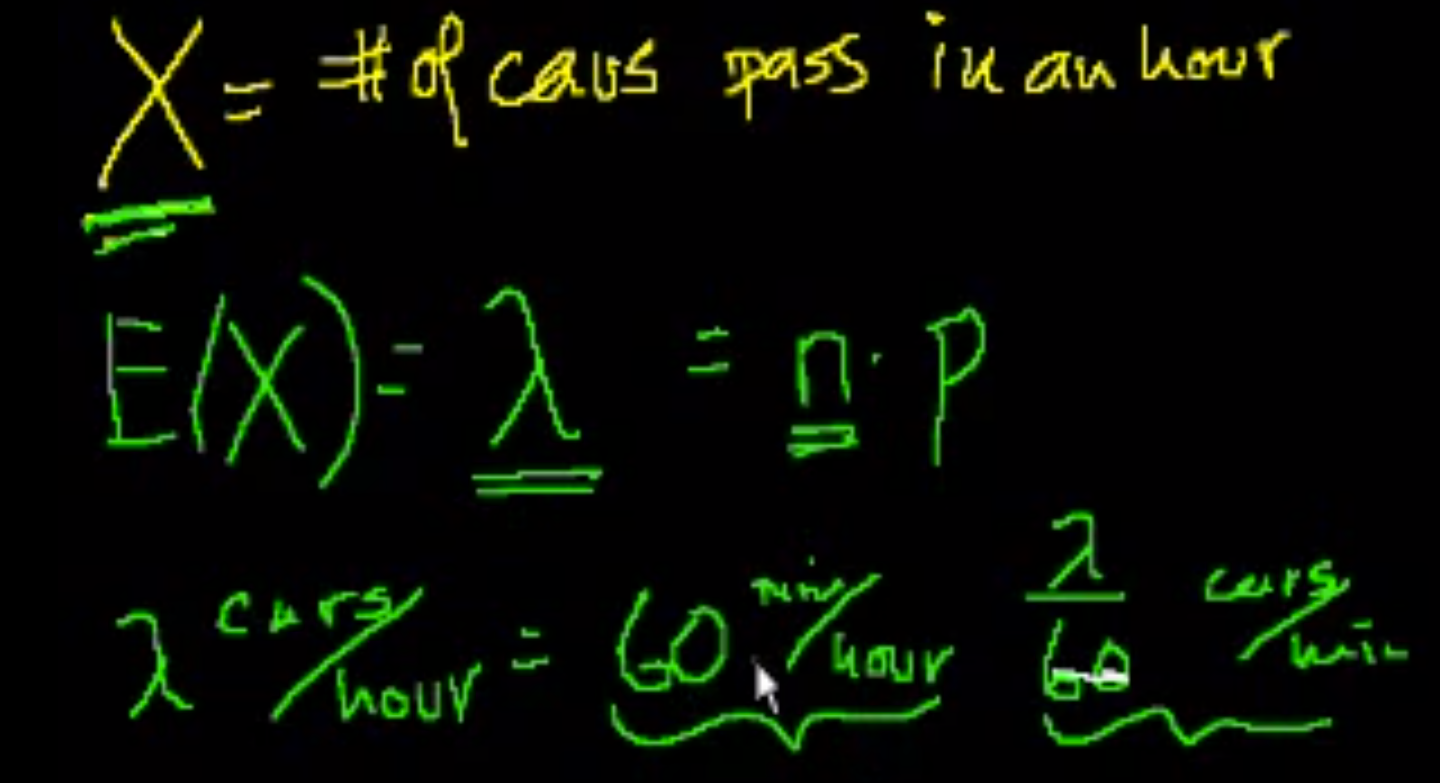 X = # of cars pass in an hour
E(X) = λ = n · p
λ cars/hour = 60 min/hour λ/60 cars/min